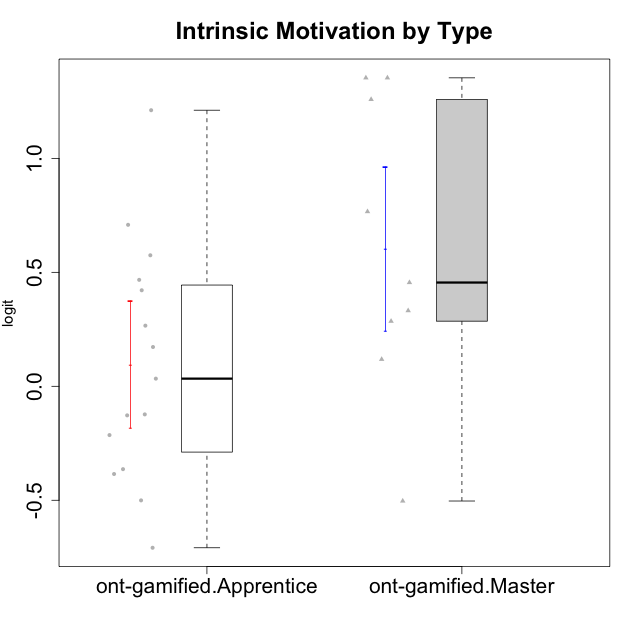 Intrinsic Motivation by Type
logit
1.0
0.5
0.0
-0.5
ont-gamified.Apprentice
ont-gamified.Master